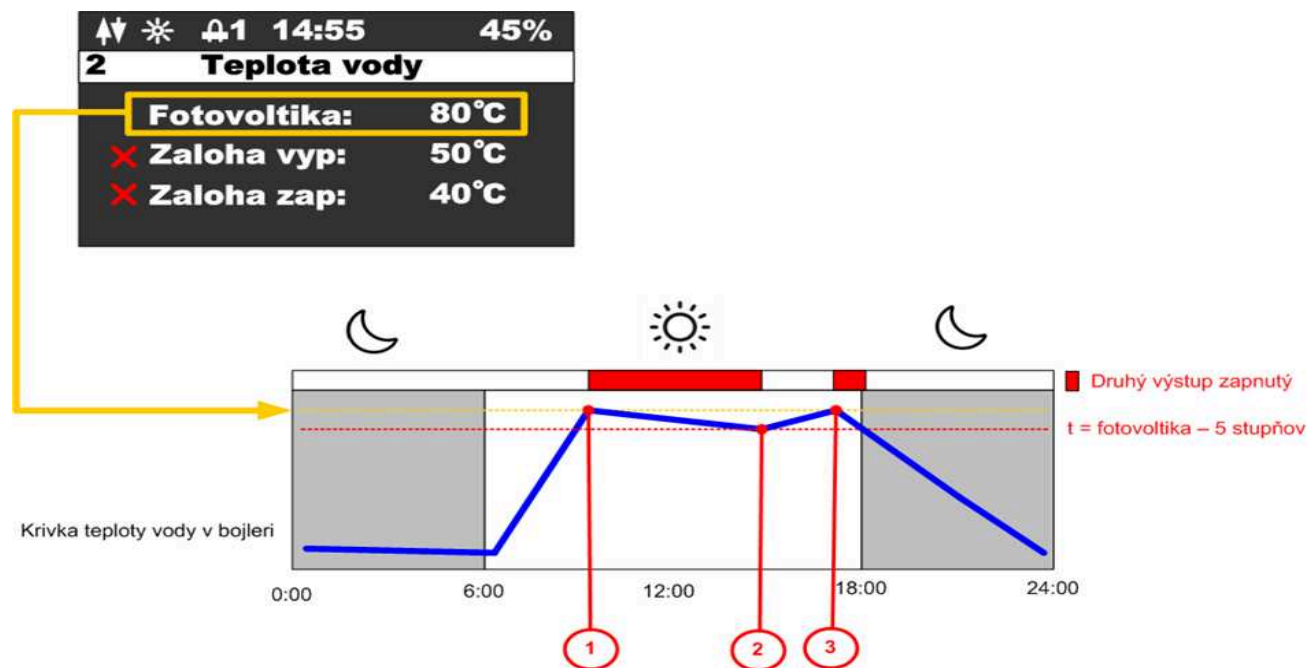 1 14:55 45%
2 Teplota vody
Fotovoltika: 80°C
Zaloha vyp: 50°C
Zaloha zap: 40°C
Druhý výstup zapnutý
t = fotovoltika – 5 stupňov
Krivka teploty vody v bojleri
0:00 6:00 12:00 18:00 24:00
1 2 3